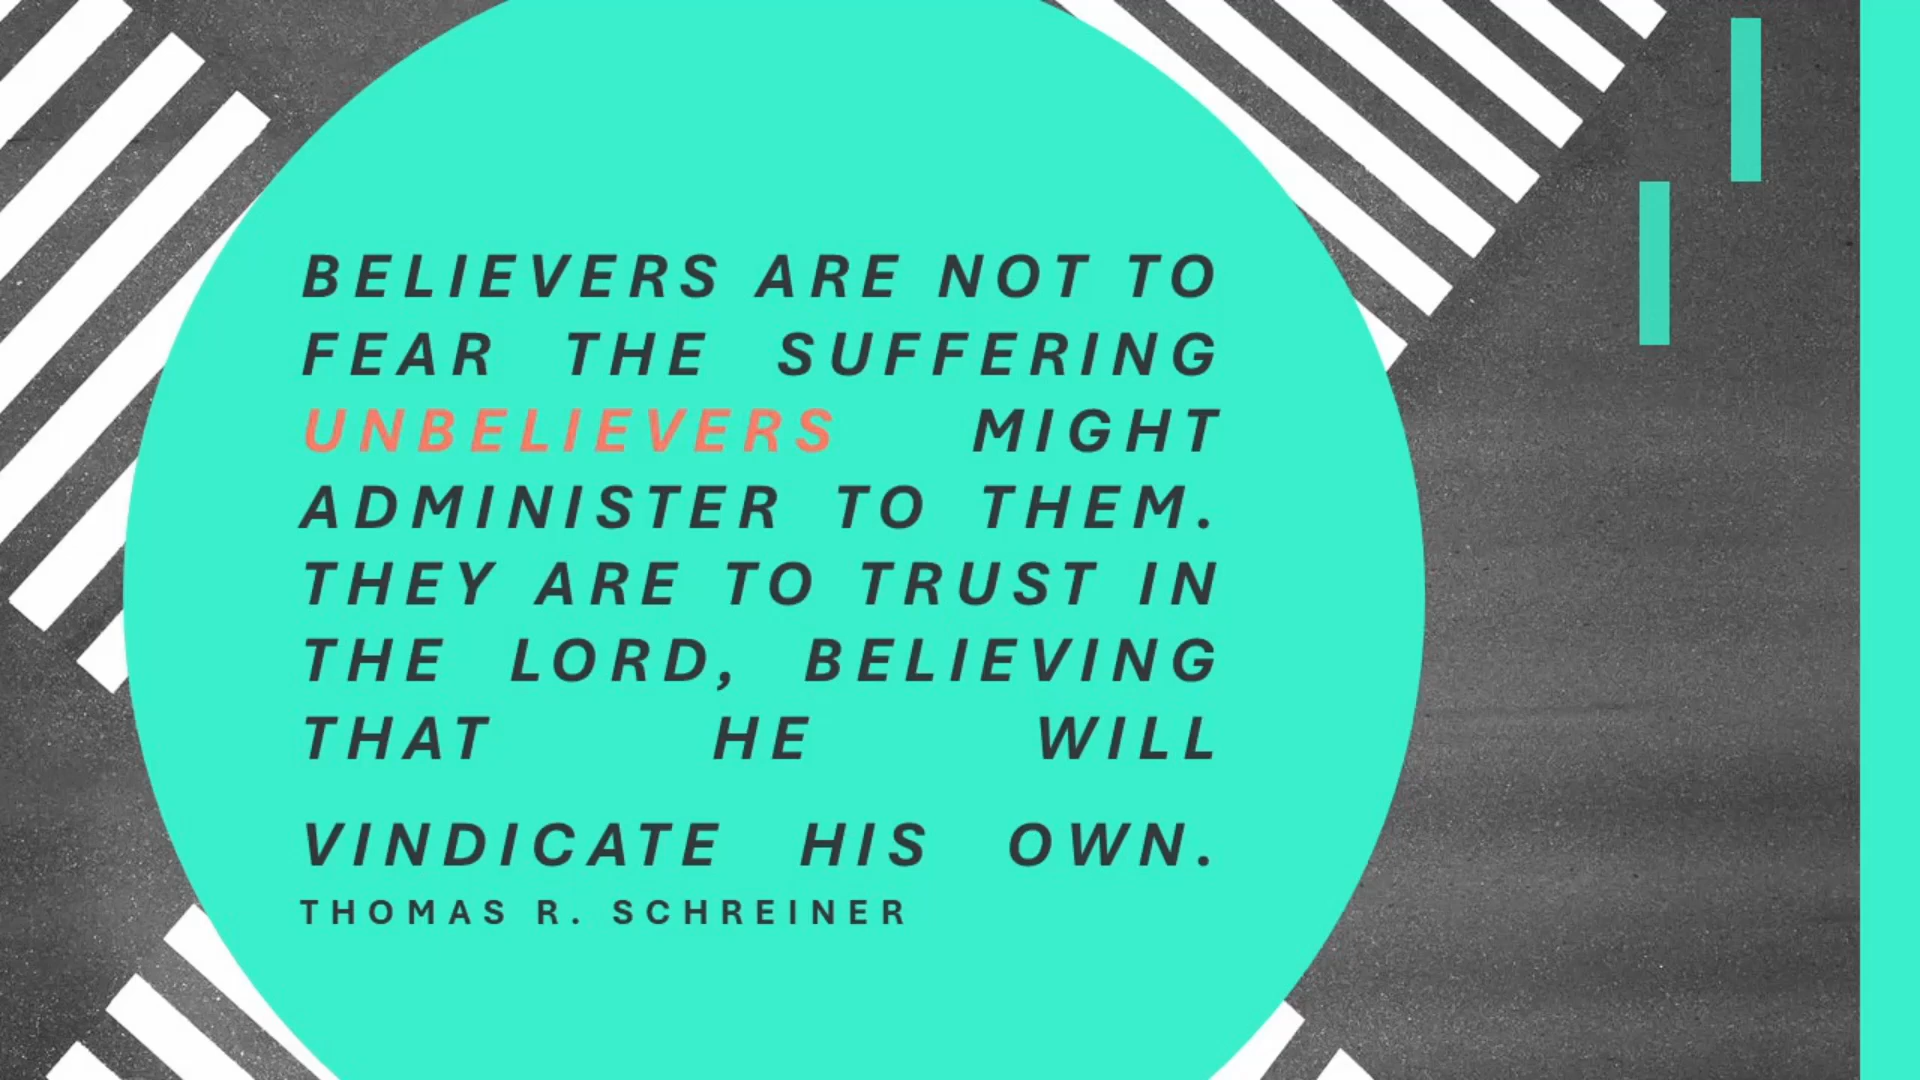 BELIEVERS ARE NOT TO
FEAR THE SUFFERING
UNBELIEVERS MIGHT
ADMINISTER TO THEM.
THEY ARE TO TRUST IN
THE LORD, BELIEVING
THAT HE WILL
VINDICATE HIS OWN.
THOMAS R. SCHREINER